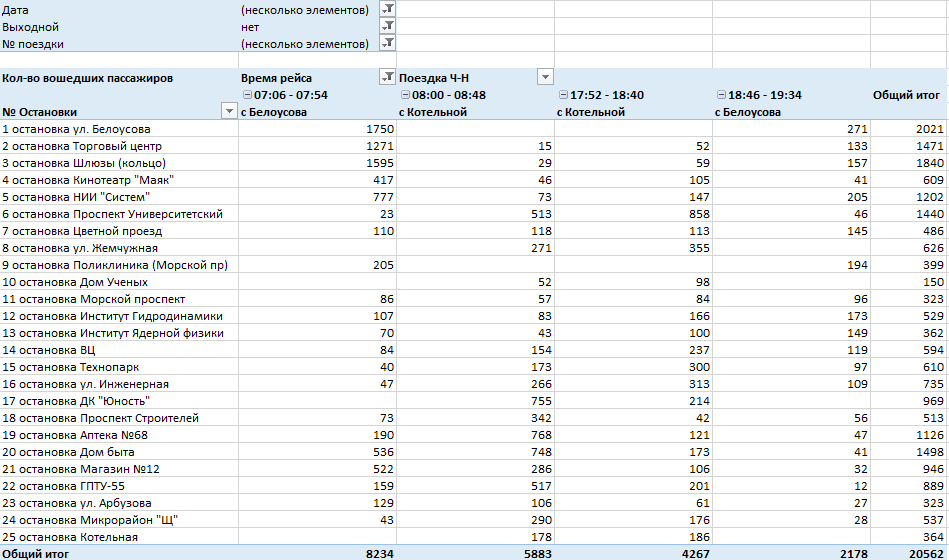 Дата (несколько элементов)
Выходной нет
№ поездки (несколько элементов)
Кол-во вошедших пассажиров Время рейса Поездка Ч-Н
07:06 - 07:54 08:00 - 08:48 17:52 - 18:40 18:46 - 19:34 Общий итог
№ Остановки с Белоусова с Котельной с Котельной с Белоусова
1 остановка ул. Белоусова 1750 271 2021
2 остановка Торговый центр 1271 15 52 133 1471
3 остановка Шлюзы (кольцо) 1595 29 59 157 1840
4 остановка Кинотеатр "Маяк" 417 46 105 41 609
5 остановка НИИ "Систем" 777 73 147 205 1202
6 остановка Проспект Университетский 23 513 858 46 1440
7 остановка Цветной проезд 110 118 113 145 486
8 остановка ул. Жемчужная 271 355 626
9 остановка Поликлиника (Морской пр) 205 194 399
10 остановка Дом Ученых 52 98 150
11 остановка Морской проспект 86 57 84 96 323
12 остановка Институт Гидродинамики 107 83 166 173 529
13 остановка Институт Ядерной физики 70 43 100 149 362
14 остановка ВЦ 84 154 237 119 594
15 остановка Технопарк 40 173 300 97 610
16 остановка ул. Инженерная 47 266 313 109 735
17 остановка ДК "Юность" 755 214 969
18 остановка Проспект Строителей 73 342 42 56 513
19 остановка Аптека №68 190 768 121 47 1126
20 остановка Дом быта 536 748 173 41 1498
21 остановка Магазин №12 522 286 106 32 946
22 остановка ГПТУ-55 159 517 201 12 889
23 остановка ул. Арбузова 129 106 61 27 323
24 остановка Микрорайон "Щ" 43 290 176 28 537
25 остановка Котельная 178 186 364
Общий итог 8234 5883 4267 2178 20562